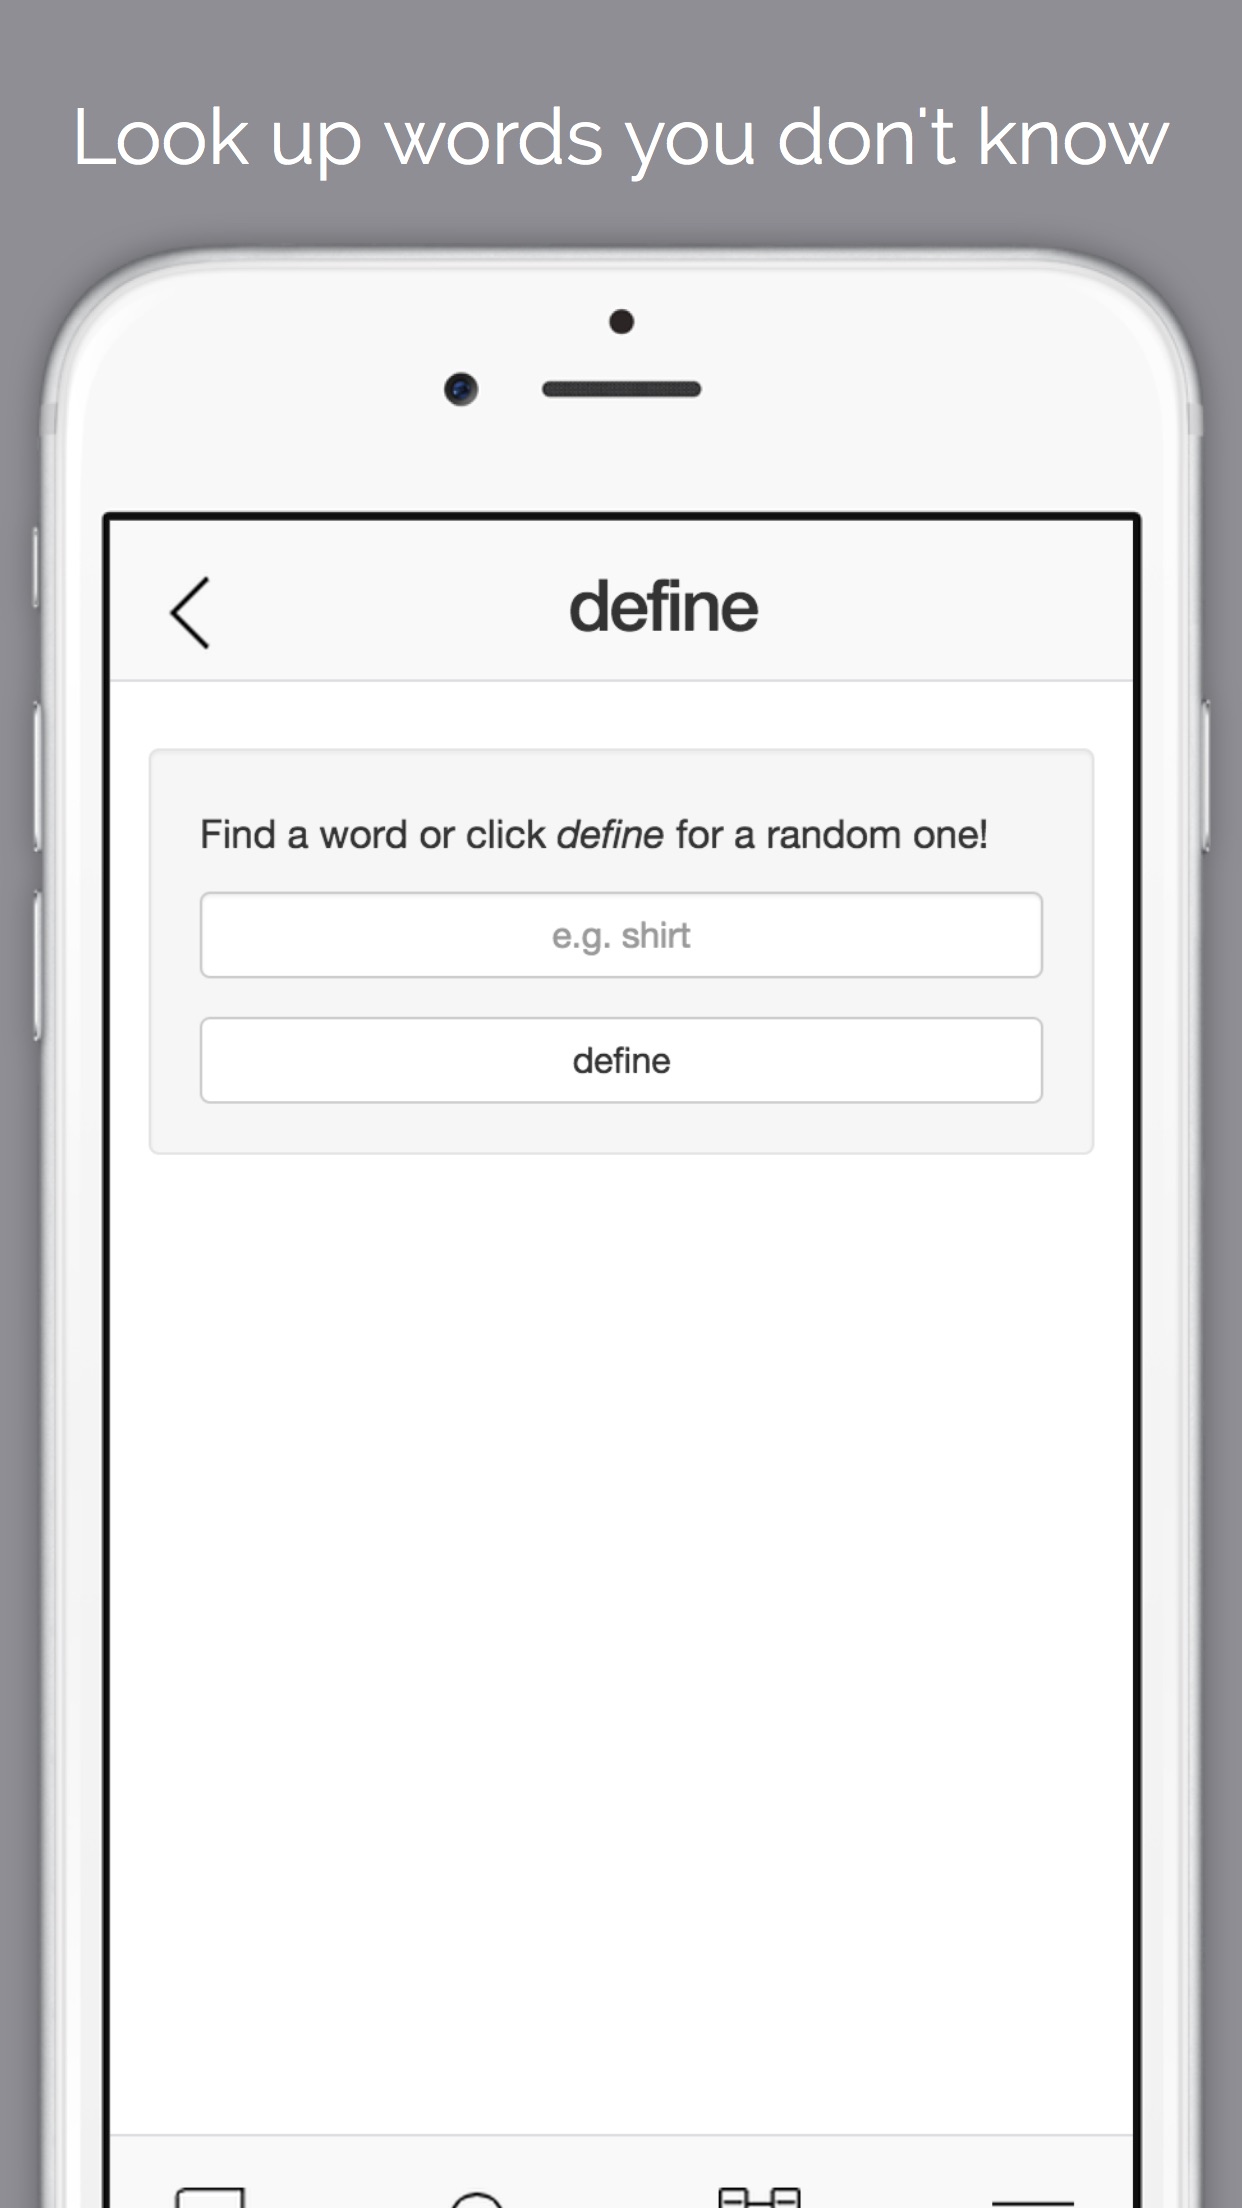 Look up words you don't know
define
Find a word or click define for a random one!
e.g. shirt
define